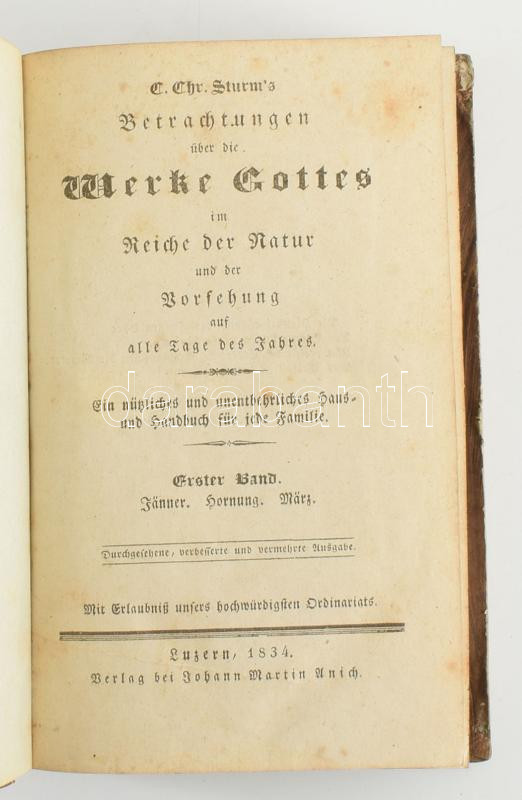 C. Chr. Sturm's
Betrachtungen
über die
Werke Gottes
im
Reiche der Natur
und der
Vorsehung
auf
alle Tage des Jahres.
Ein nützliches und unentbehrliches Haus-
und Handbuch für jede Familie.
darabanth
Erster Band.
Jänner. Hornung. März.
Durchgesehene, verbesserte und vermehrte Ausgabe.
Mit Erlaubniß unsers hochwürdigsten Ordinariats.
Luzern, 1834.
Verlag bei Johann Martin Anich.